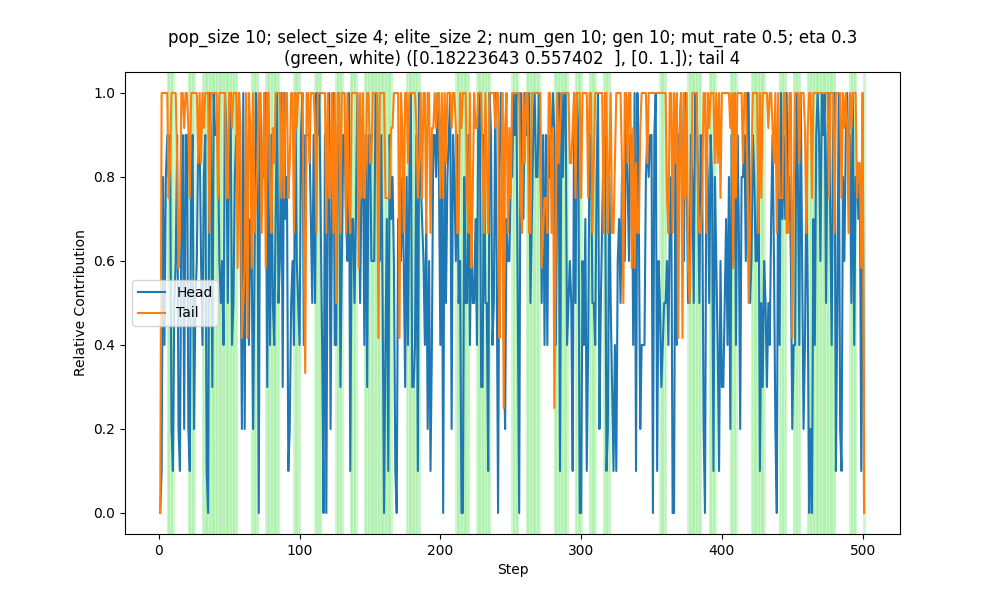 pop_size 10; select_size 4; elite_size 2; num_gen 10; gen 10; mut_rate 0.5; eta 0.3
(green, white) ([0.18223643 0.557402  ], [0. 1.]); tail 4
1.0
0.8
0.6
0.4
0.2
0.0
Relative Contribution
Head
Tail
0 100 200 300 400 500
Step